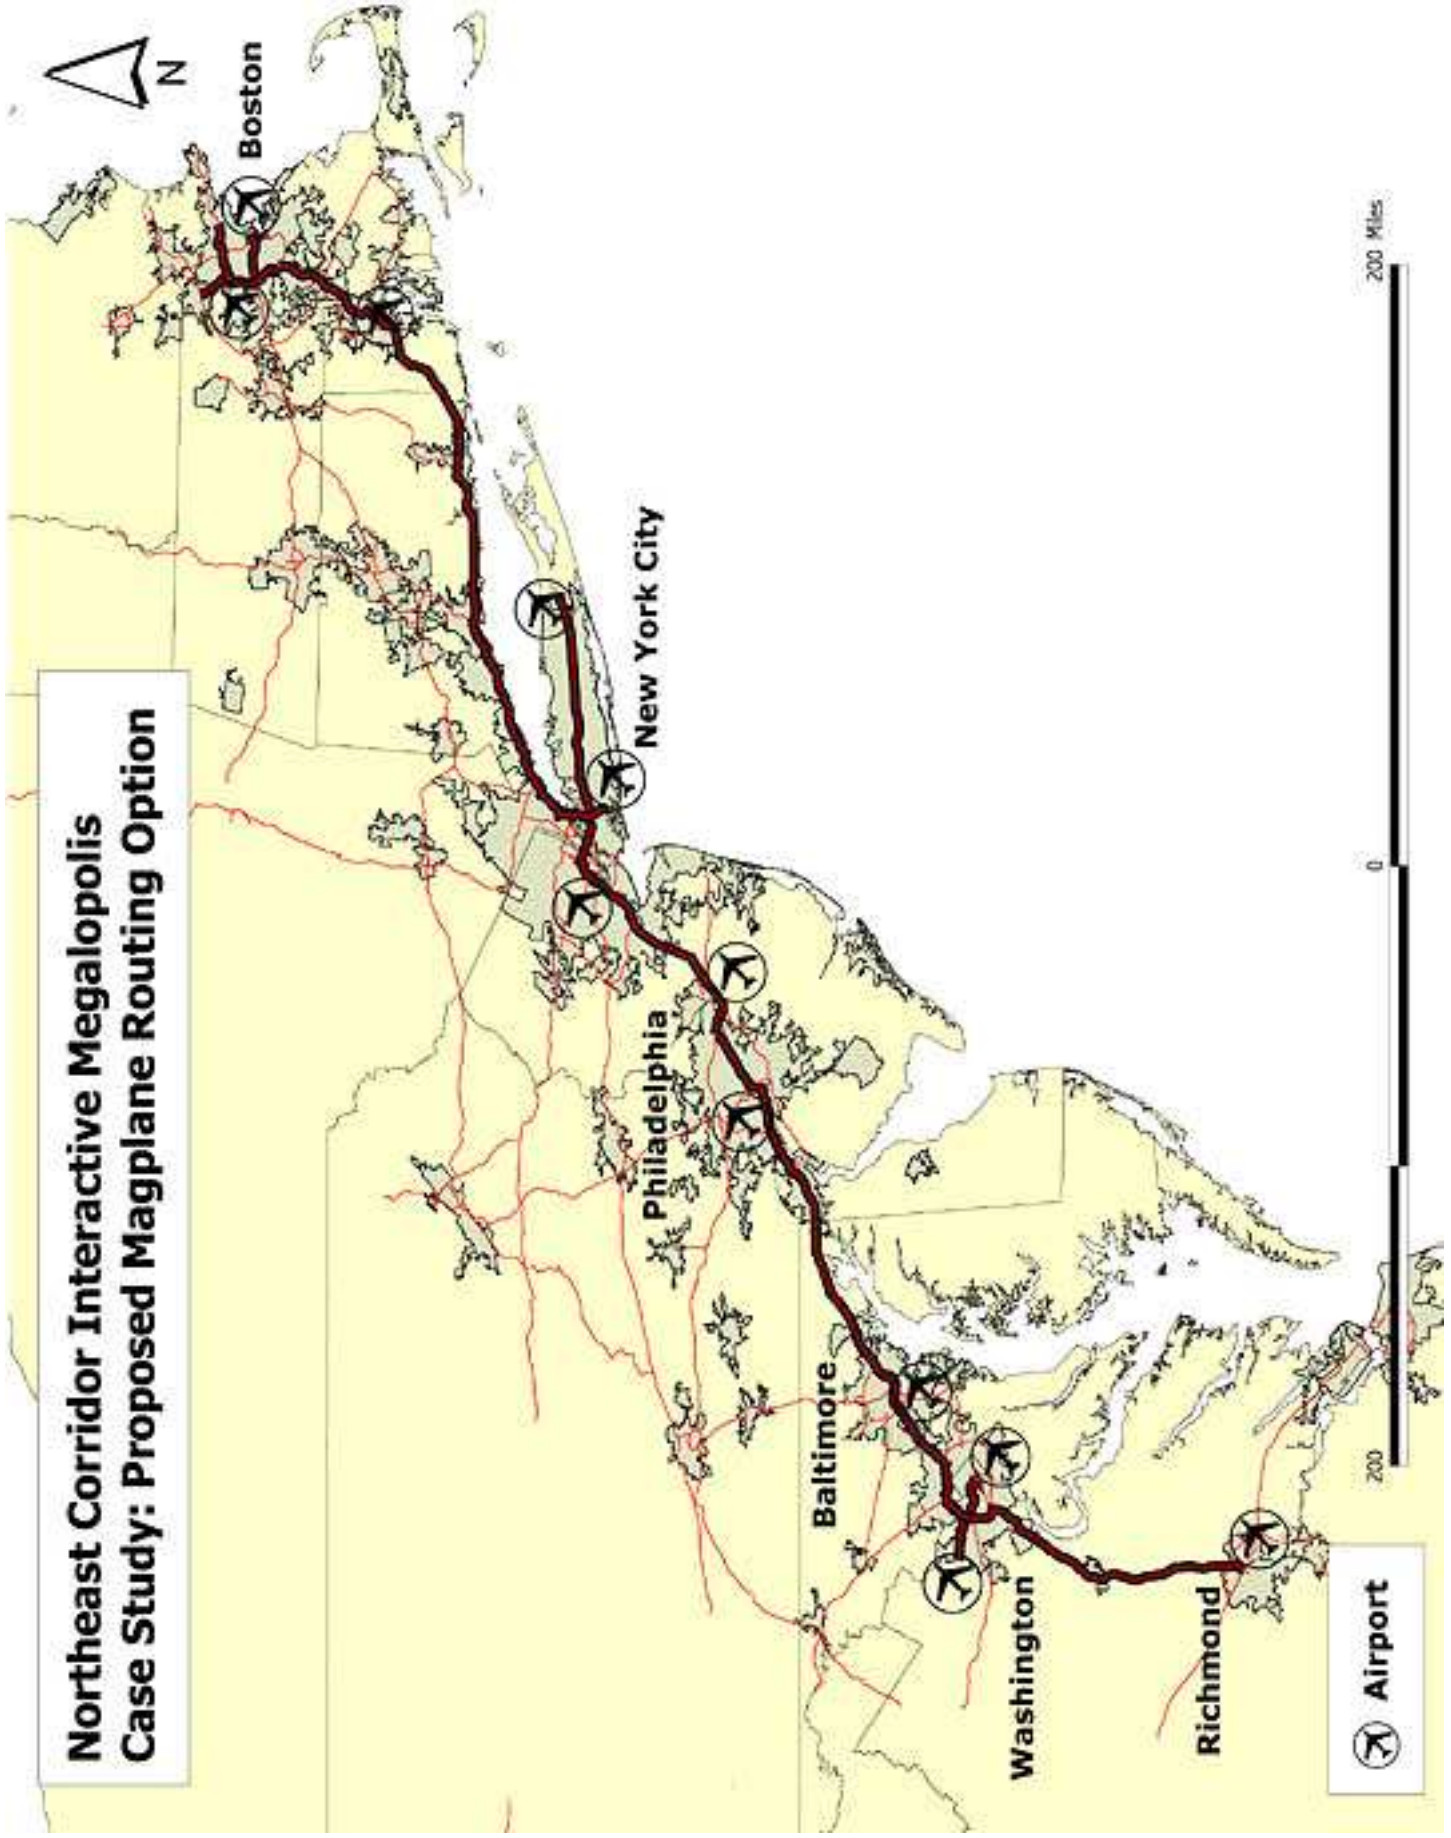 Northeast Corridor Interactive Megalopolis
Case Study: Proposed Magplane Routing Option
N
Boston
New York City
Philadelphia
Baltimore
Washington
Richmond
Airport
200
0
200 Miles